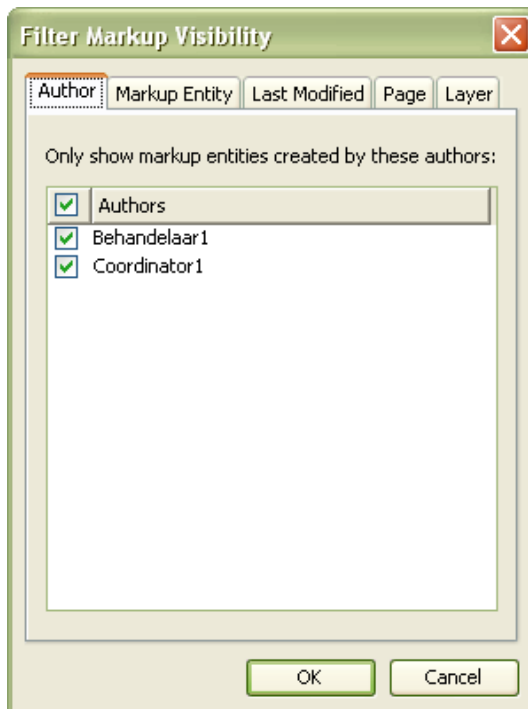 Filter Markup Visibility
Author Markup Entity Last Modified Page Layer
Only show markup entities created by these authors:
Authors
Behandelaar1
Coordinator1
OK Cancel